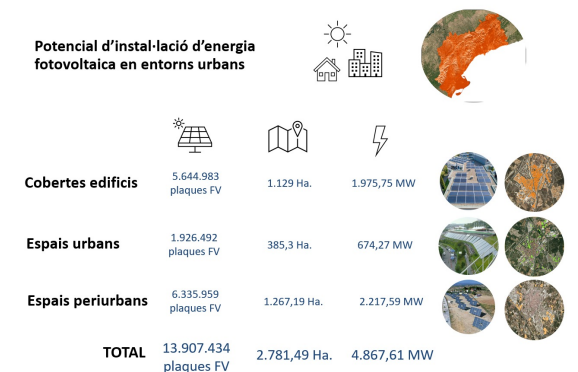 Potencial d'instal·lació d'energia
fotovoltaica en entorns urbans
Cobertes edificis
5.644.983
plaques FV
1.129 Ha.
1.975,75 MW
Espais urbans
1.926.492
plaques FV
385,3 Ha.
674,27 MW
Espais periurbans
6.335.959
plaques FV
1.267,19 Ha.
2.217,59 MW
TOTAL
13.907.434
plaques FV
2.781,49 Ha.
4.867,61 MW